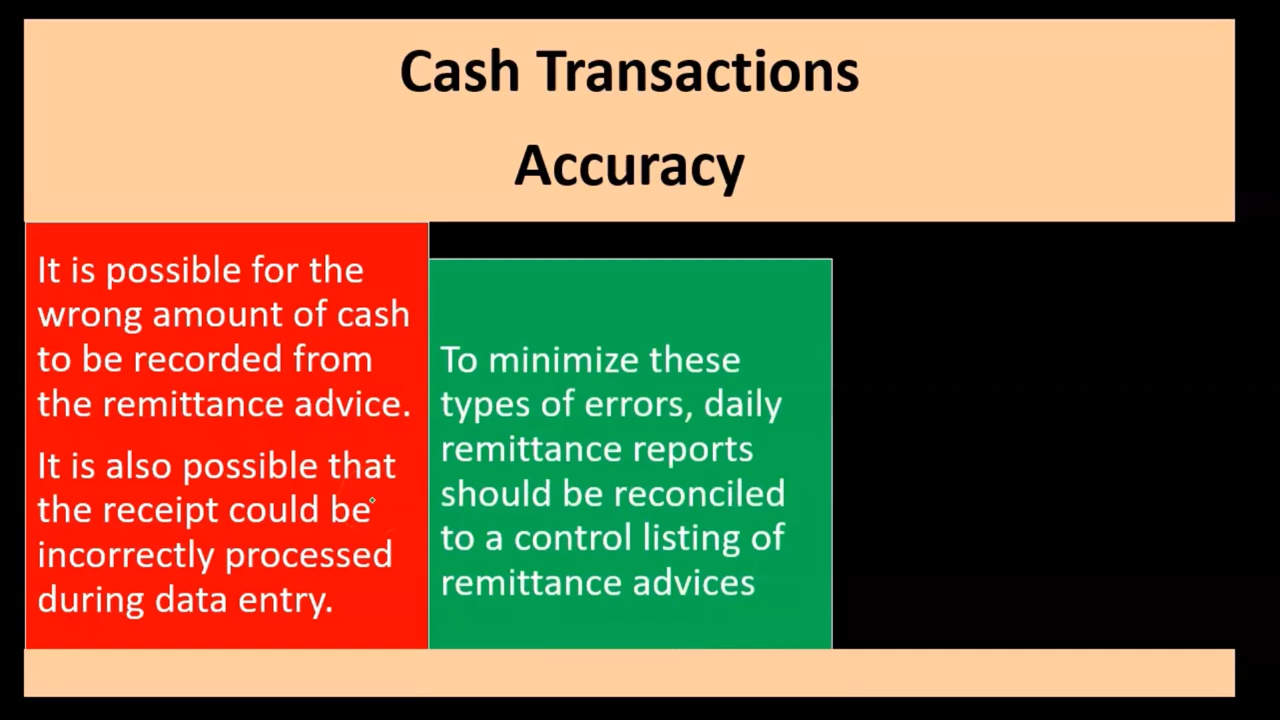 Cash Transactions
Accuracy
It is possible for the
wrong amount of cash
to be recorded from
the remittance advice.
It is also possible that
the receipt could be
incorrectly processed
during data entry.
To minimize these
types of errors, daily
remittance reports
should be reconciled
to a control listing of
remittance advices